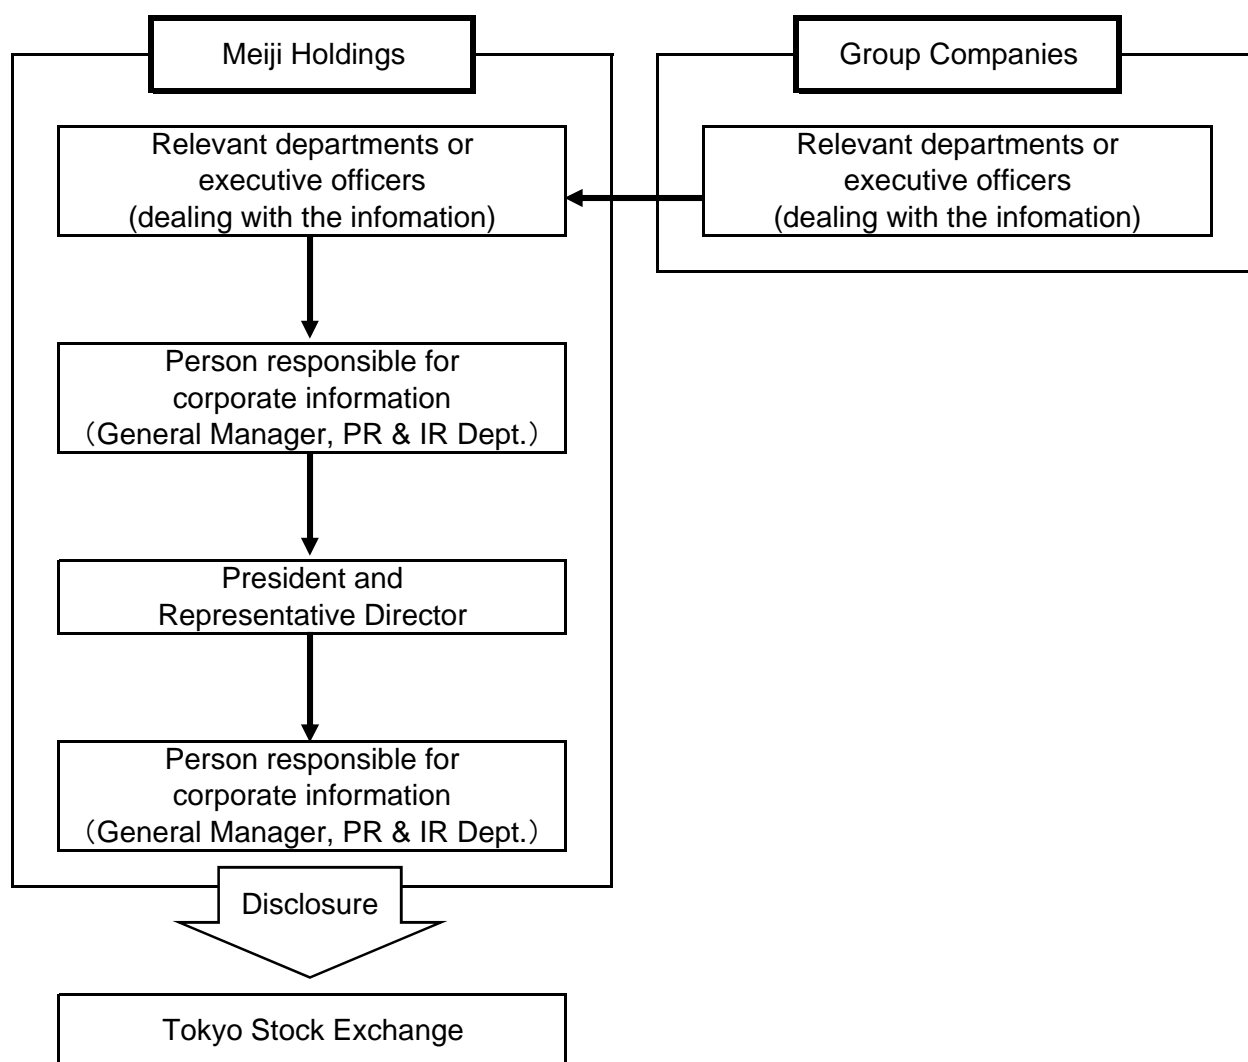 Meiji Holdings
Group Companies
Relevant departments or
executive officers
(dealing with the infomation)
Relevant departments or
executive officers
(dealing with the infomation)
Person responsible for
corporate information
（General Manager, PR & IR Dept.）
President and
Representative Director
Person responsible for
corporate information
（General Manager, PR & IR Dept.）
Disclosure
Tokyo Stock Exchange